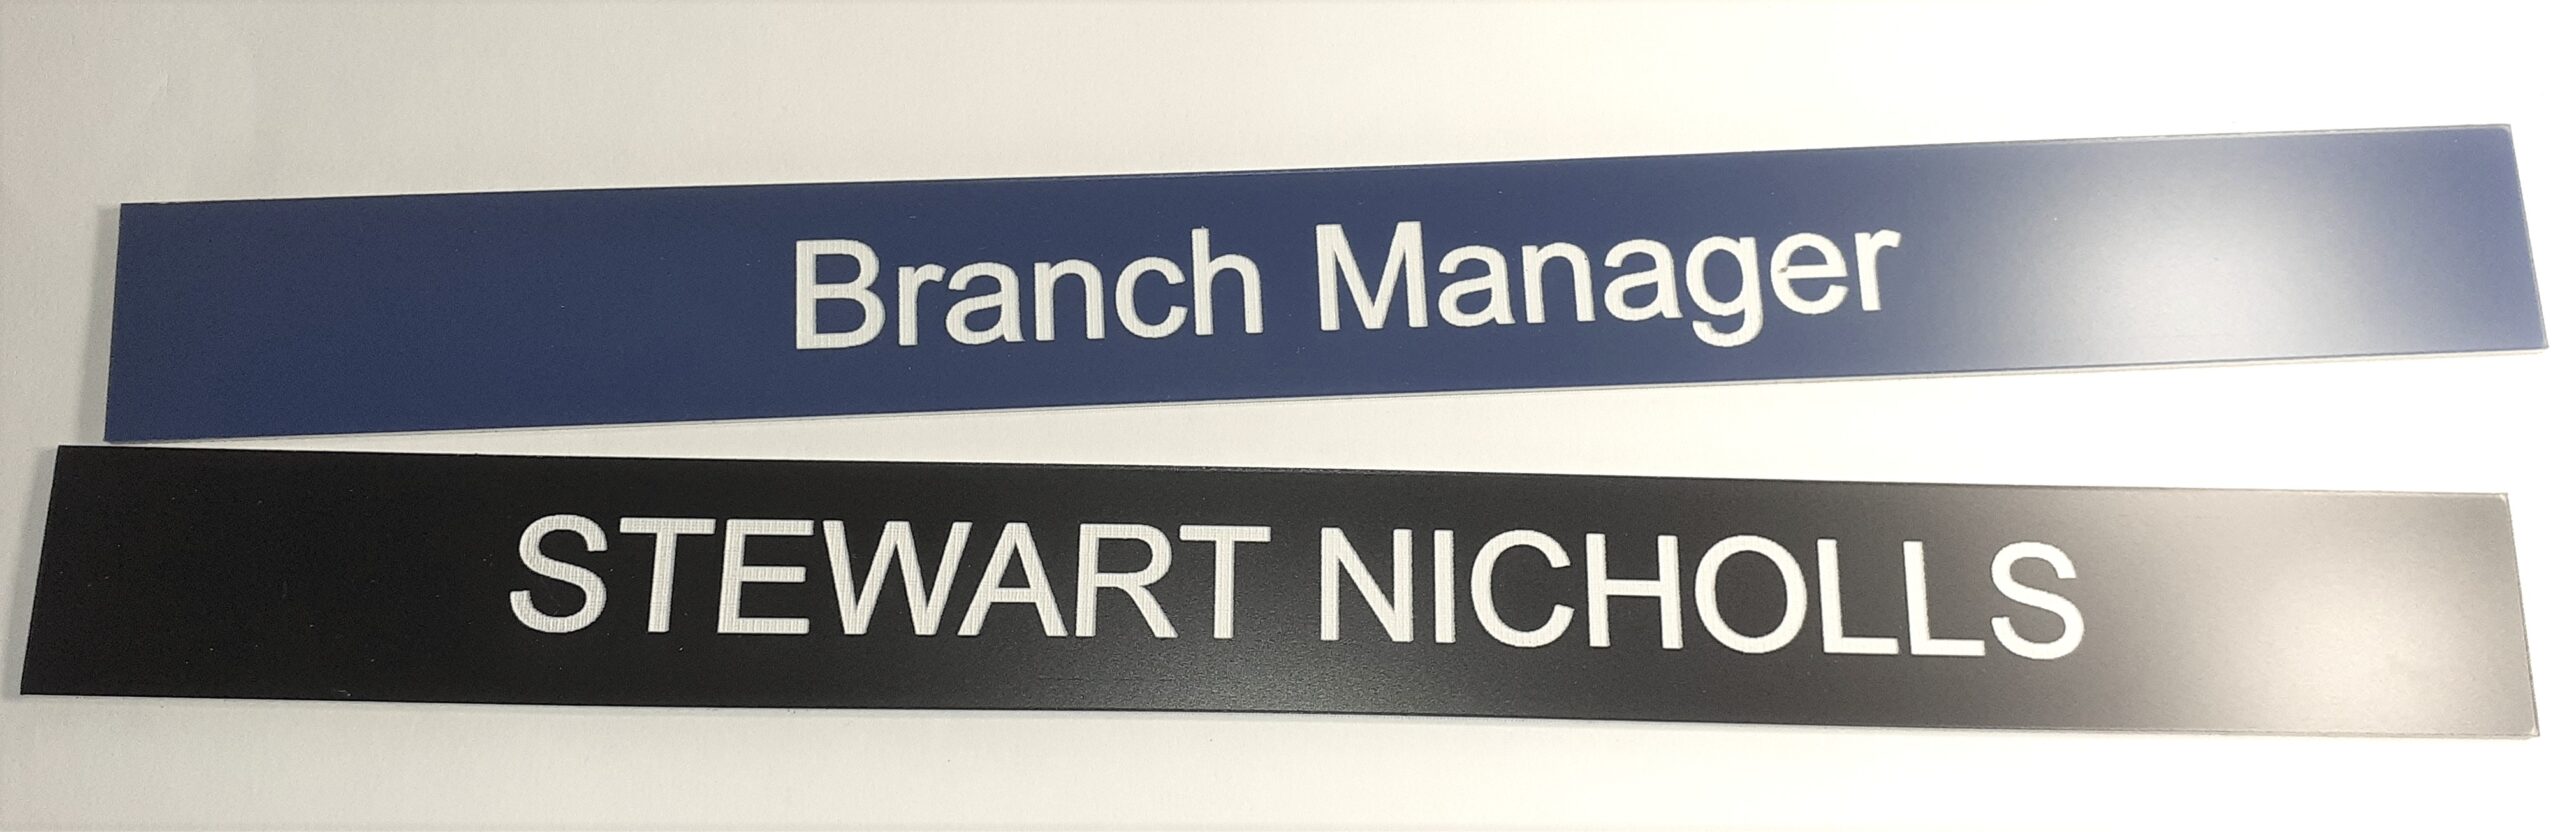 Branch Manager
STEWART NICHOLLS